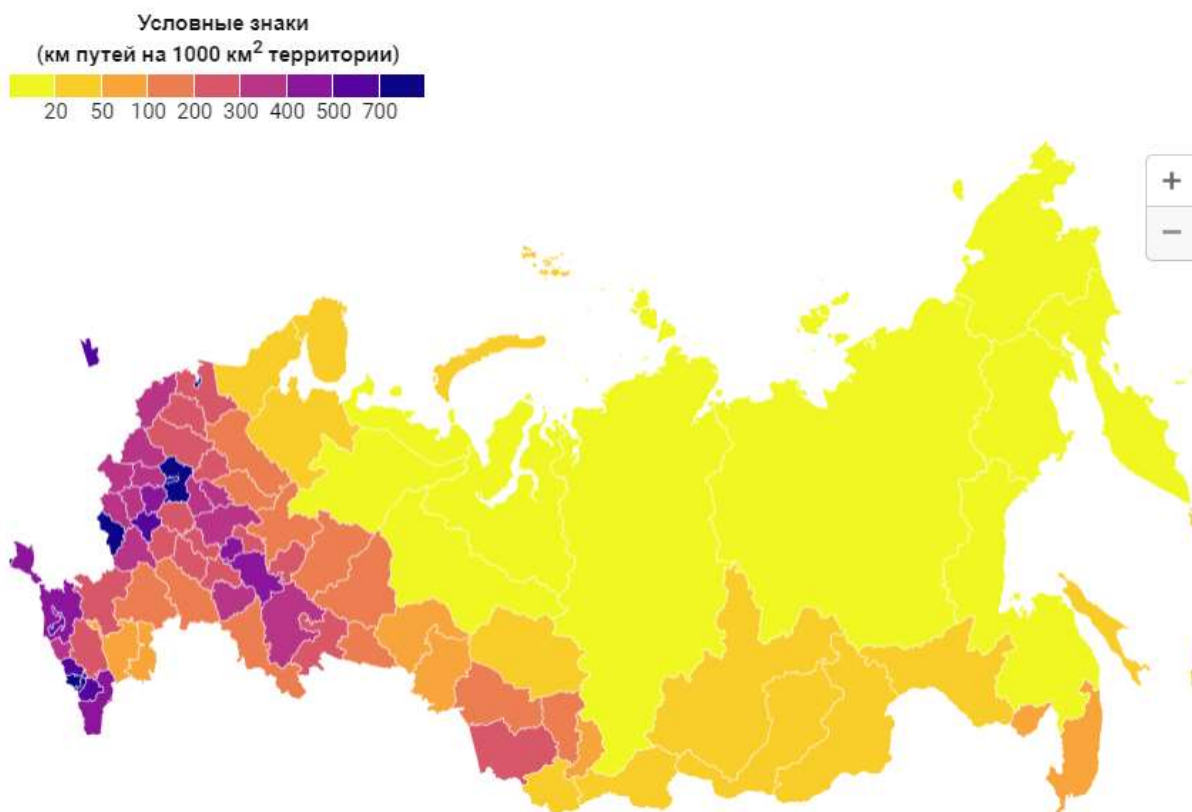 Условные знаки
(км путей на 1000 км² территории)
20 50 100 200 300 400 500 700
+
−